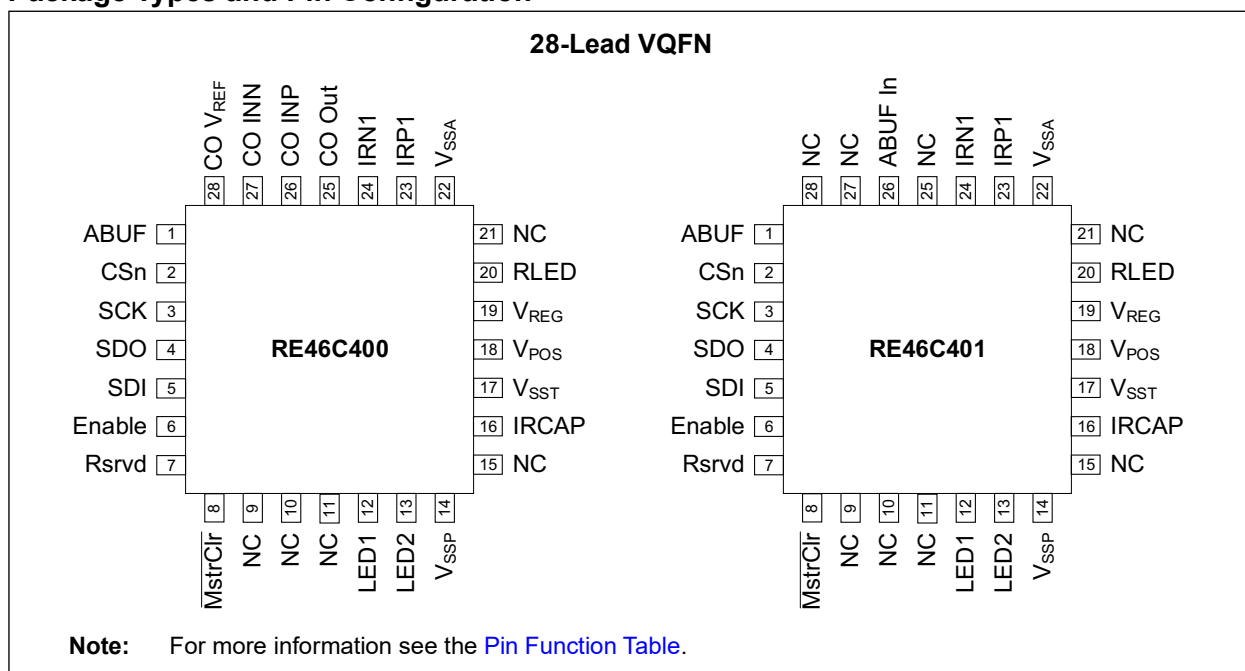 Package Types and Pin Configuration
28-Lead VQFN
CO VREF
CO INN
CO INP
CO Out
IRN1
IRP1
VSSA
28
27
26
25
24
23
22
ABUF 1
CSn 2
SCK 3
SDO 4
SDI 5
Enable 6
Rsrvd 7
RE46C400
21 NC
20 RLED
19 VREG
18 VPOS
17 VSST
16 IRCAP
15 NC
8
9
10
11
12
13
14
MstrClr
NC
NC
NC
LED1
LED2
VSSP
NC
NC
ABUF In
NC
IRN1
IRP1
VSSA
28
27
26
25
24
23
22
ABUF 1
CSn 2
SCK 3
SDO 4
SDI 5
Enable 6
Rsrvd 7
RE46C401
21 NC
20 RLED
19 VREG
18 VPOS
17 VSST
16 IRCAP
15 NC
8
9
10
11
12
13
14
MstrClr
NC
NC
NC
LED1
LED2
VSSP
Note: For more information see the Pin Function Table.